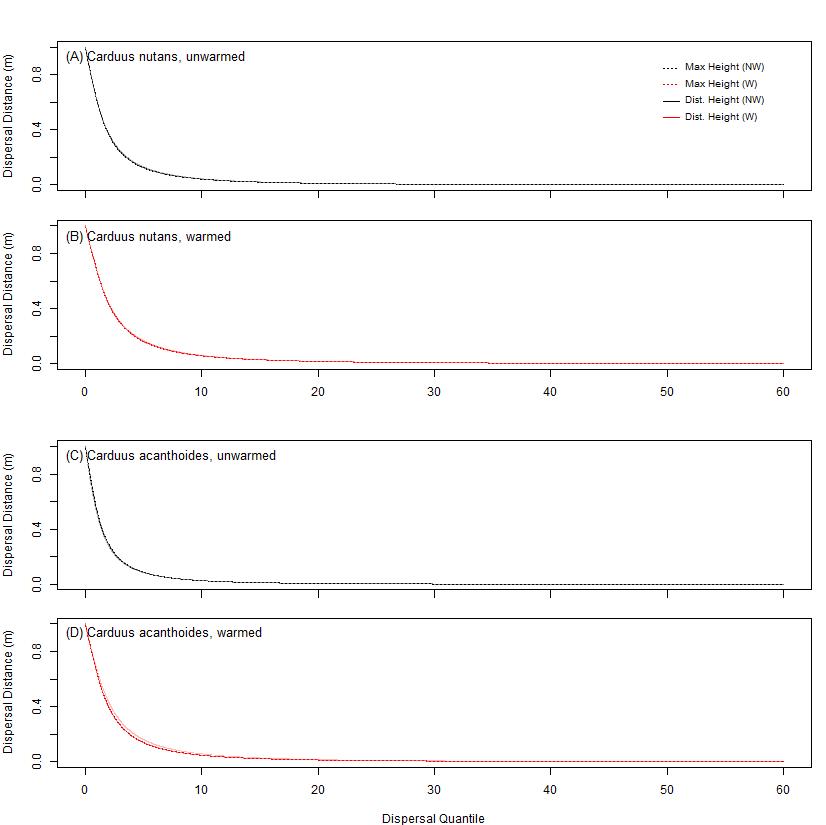 (A) Carduus nutans, unwarmed
Dispersal Distance (m)
0.8
0.4
0.0
Max Height (NW)
Max Height (W)
Dist. Height (NW)
Dist. Height (W)
(B) Carduus nutans, warmed
Dispersal Distance (m)
0.8
0.4
0.0
0 10 20 30 40 50 60
(C) Carduus acanthoides, unwarmed
Dispersal Distance (m)
0.8
0.4
0.0
(D) Carduus acanthoides, warmed
Dispersal Distance (m)
0.8
0.4
0.0
0 10 20 30 40 50 60
Dispersal Quantile